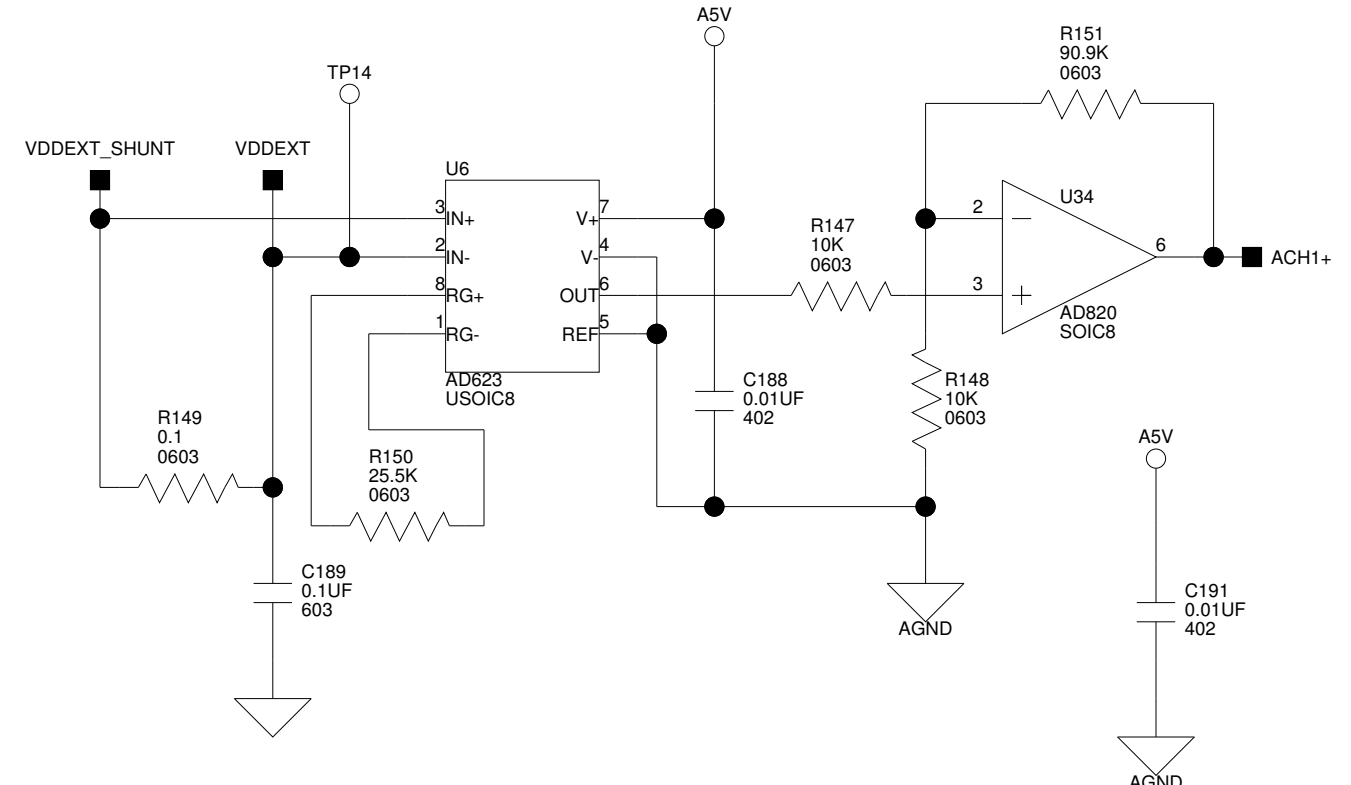 A5V
R151
90.9K
0603
TP14
VDDEXT_SHUNT
VDDEXT
U6
3
IN+
2
IN-
8
RG+
1
RG-
V+
7
V-
4
OUT
6
REF
5
AD623
USOIC8
R147
10K
0603
2
3
6
U34
AD820
SOIC8
ACH1+
R149
0.1
0603
R150
25.5K
0603
C188
0.01UF
402
R148
10K
0603
A5V
C189
0.1UF
603
AGND
C191
0.01UF
402
AGND